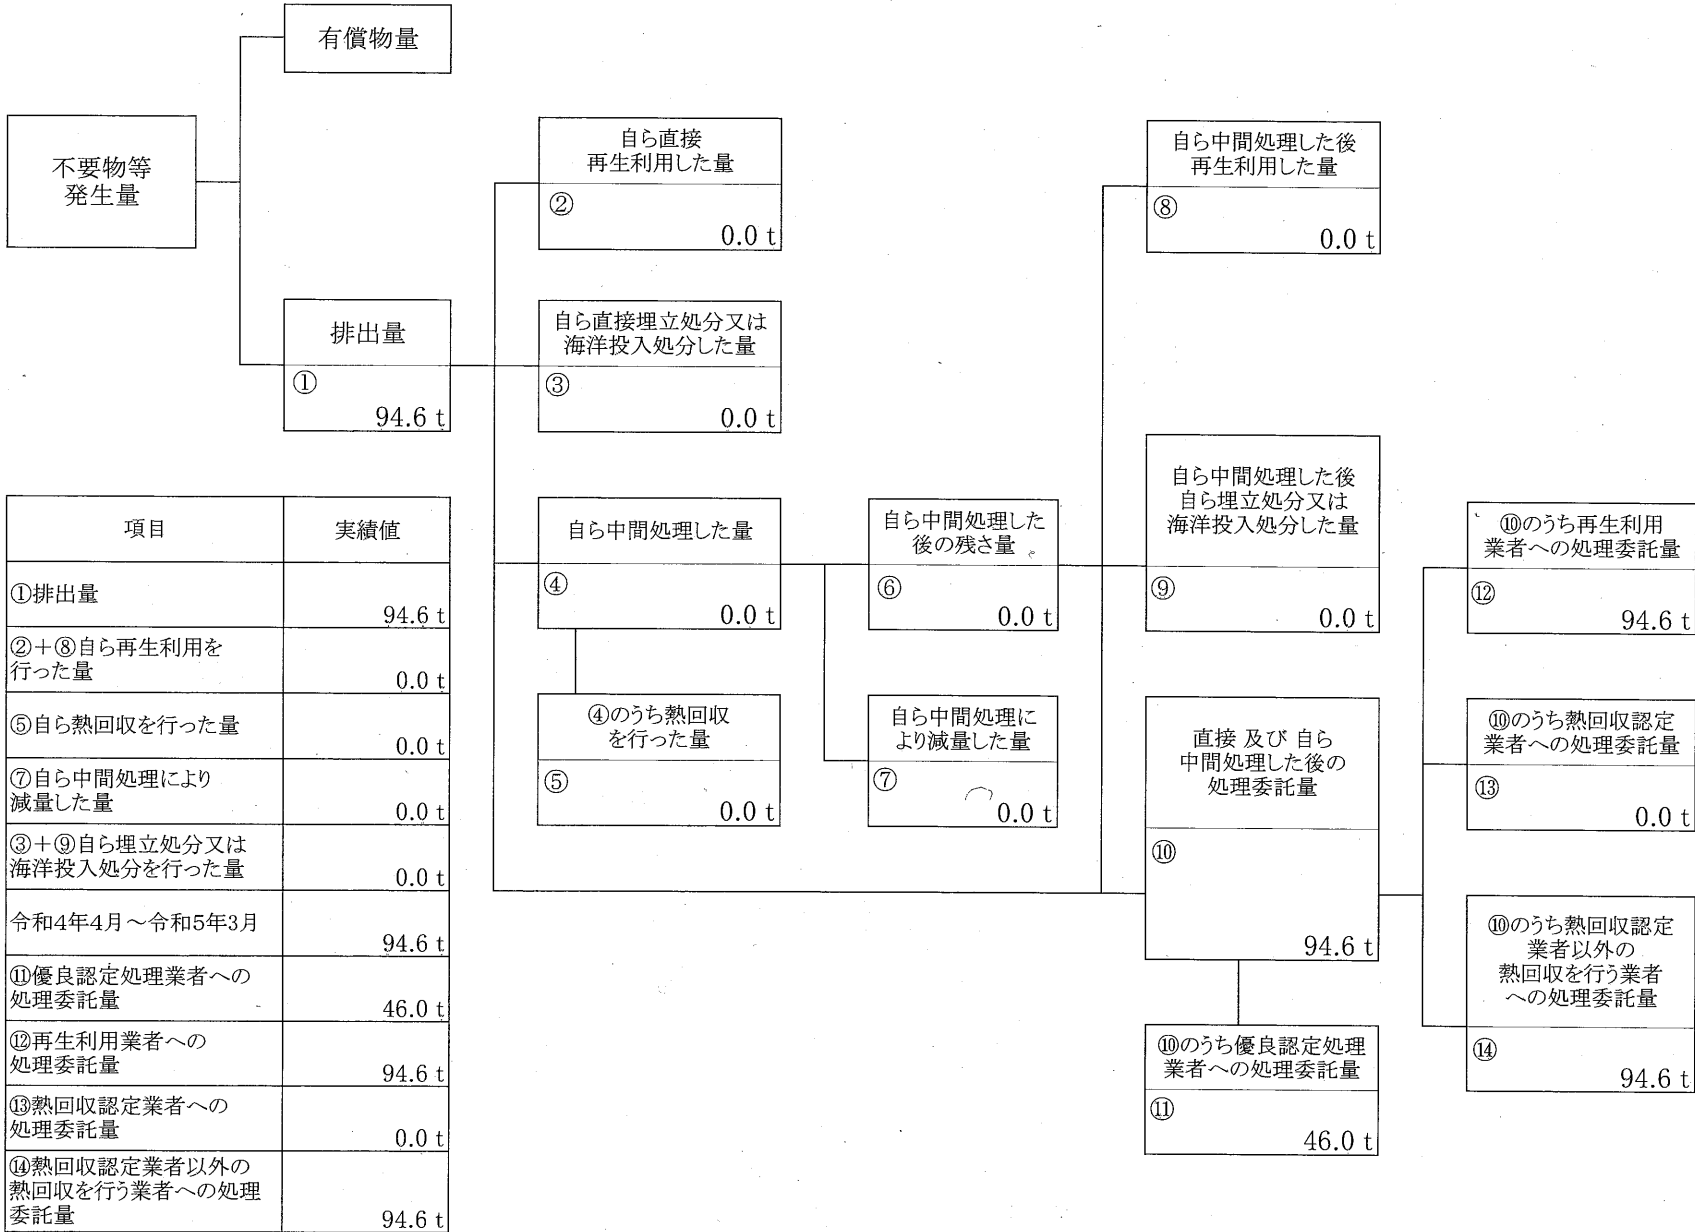 有償物量
不要物等
発生量
自ら直接
再生利用した量
②
0.0 t
自ら中間処理した後
再生利用した量
⑧
0.0 t
排出量
①
94.6 t
自ら直接埋立処分又は
海洋投入処分した量
③
0.0 t
自ら中間処理した量
④
0.0 t
自ら中間処理した
後の残さ量
⑥
0.0 t
自ら中間処理した後
自ら埋立処分又は
海洋投入処分した量
⑨
0.0 t
⑩のうち再生利用
業者への処理委託量
⑫
94.6 t
④のうち熱回収
を行った量
⑤
0.0 t
自ら中間処理に
より減量した量
⑦
0.0 t
直接 及び 自ら
中間処理した後の
処理委託量
⑩
94.6 t
⑩のうち熱回収認定
業者への処理委託量
⑬
0.0 t
⑩のうち熱回収認定
業者以外の
熱回収を行う業者
への処理委託量
⑭
94.6 t
⑩のうち優良認定処理
業者への処理委託量
⑪
46.0 t
項目 実績値
①排出量
94.6 t
②＋⑧自ら再生利用を
行った量
0.0 t
⑤自ら熱回収を行った量
0.0 t
⑦自ら中間処理により
減量した量
0.0 t
③＋⑨自ら埋立処分又は
海洋投入処分を行った量
0.0 t
令和4年4月～令和5年3月
94.6 t
⑪優良認定処理業者への
処理委託量
46.0 t
⑫再生利用業者への
処理委託量
94.6 t
⑬熱回収認定業者への
処理委託量
0.0 t
⑭熱回収認定業者以外の
熱回収を行う業者への処理
委託量
94.6 t